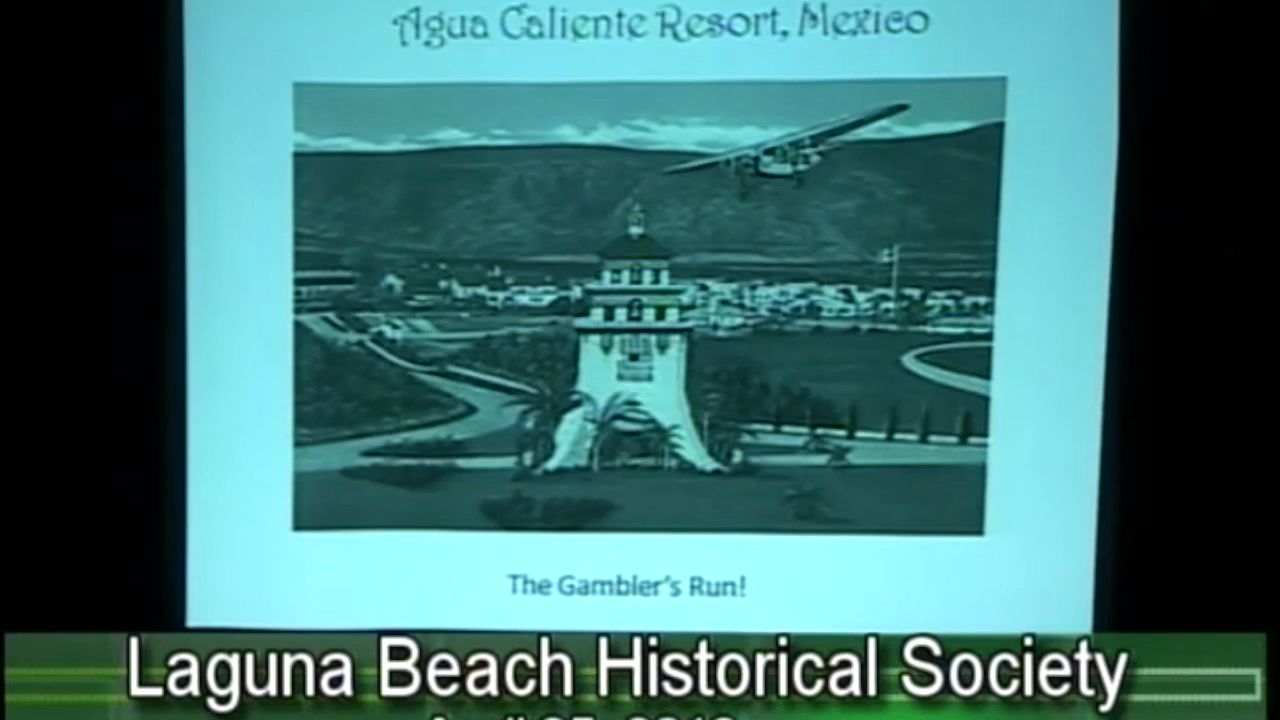 Agua Caliente Resort, Mexico
The Gambler's Run!
Laguna Beach Historical Society